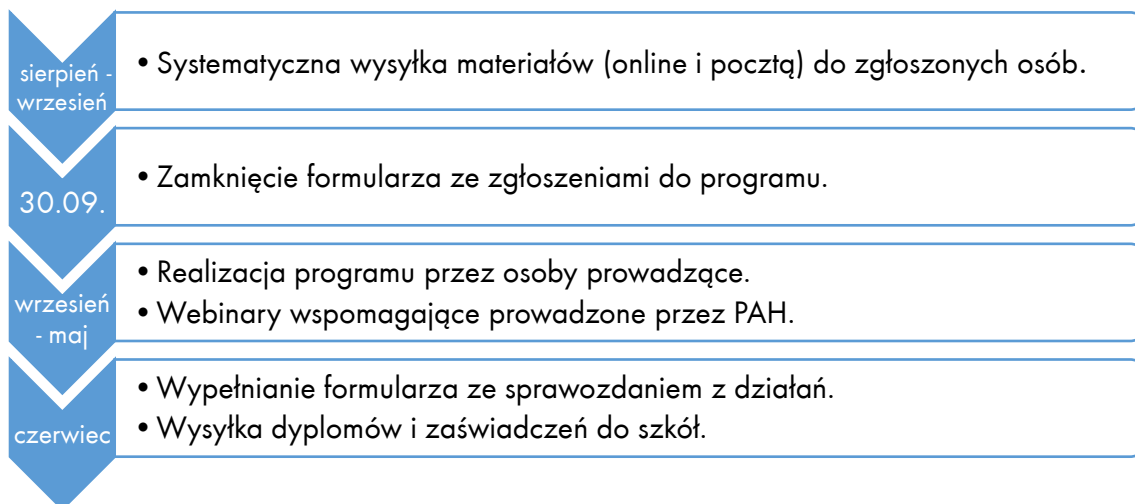 sierpień -
wrzesień
• Systematyczna wysyłka materiałów (online i pocztą) do zgłoszonych osób.
30.09.
• Zamknięcie formularza ze zgłoszeniami do programu.
wrzesień
- maj
• Realizacja programu przez osoby prowadzące.
• Webinary wspomagające prowadzone przez PAH.
czerwiec
• Wypełnianie formularza ze sprawozdaniem z działań.
• Wysyłka dyplomów i zaświadczeń do szkół.